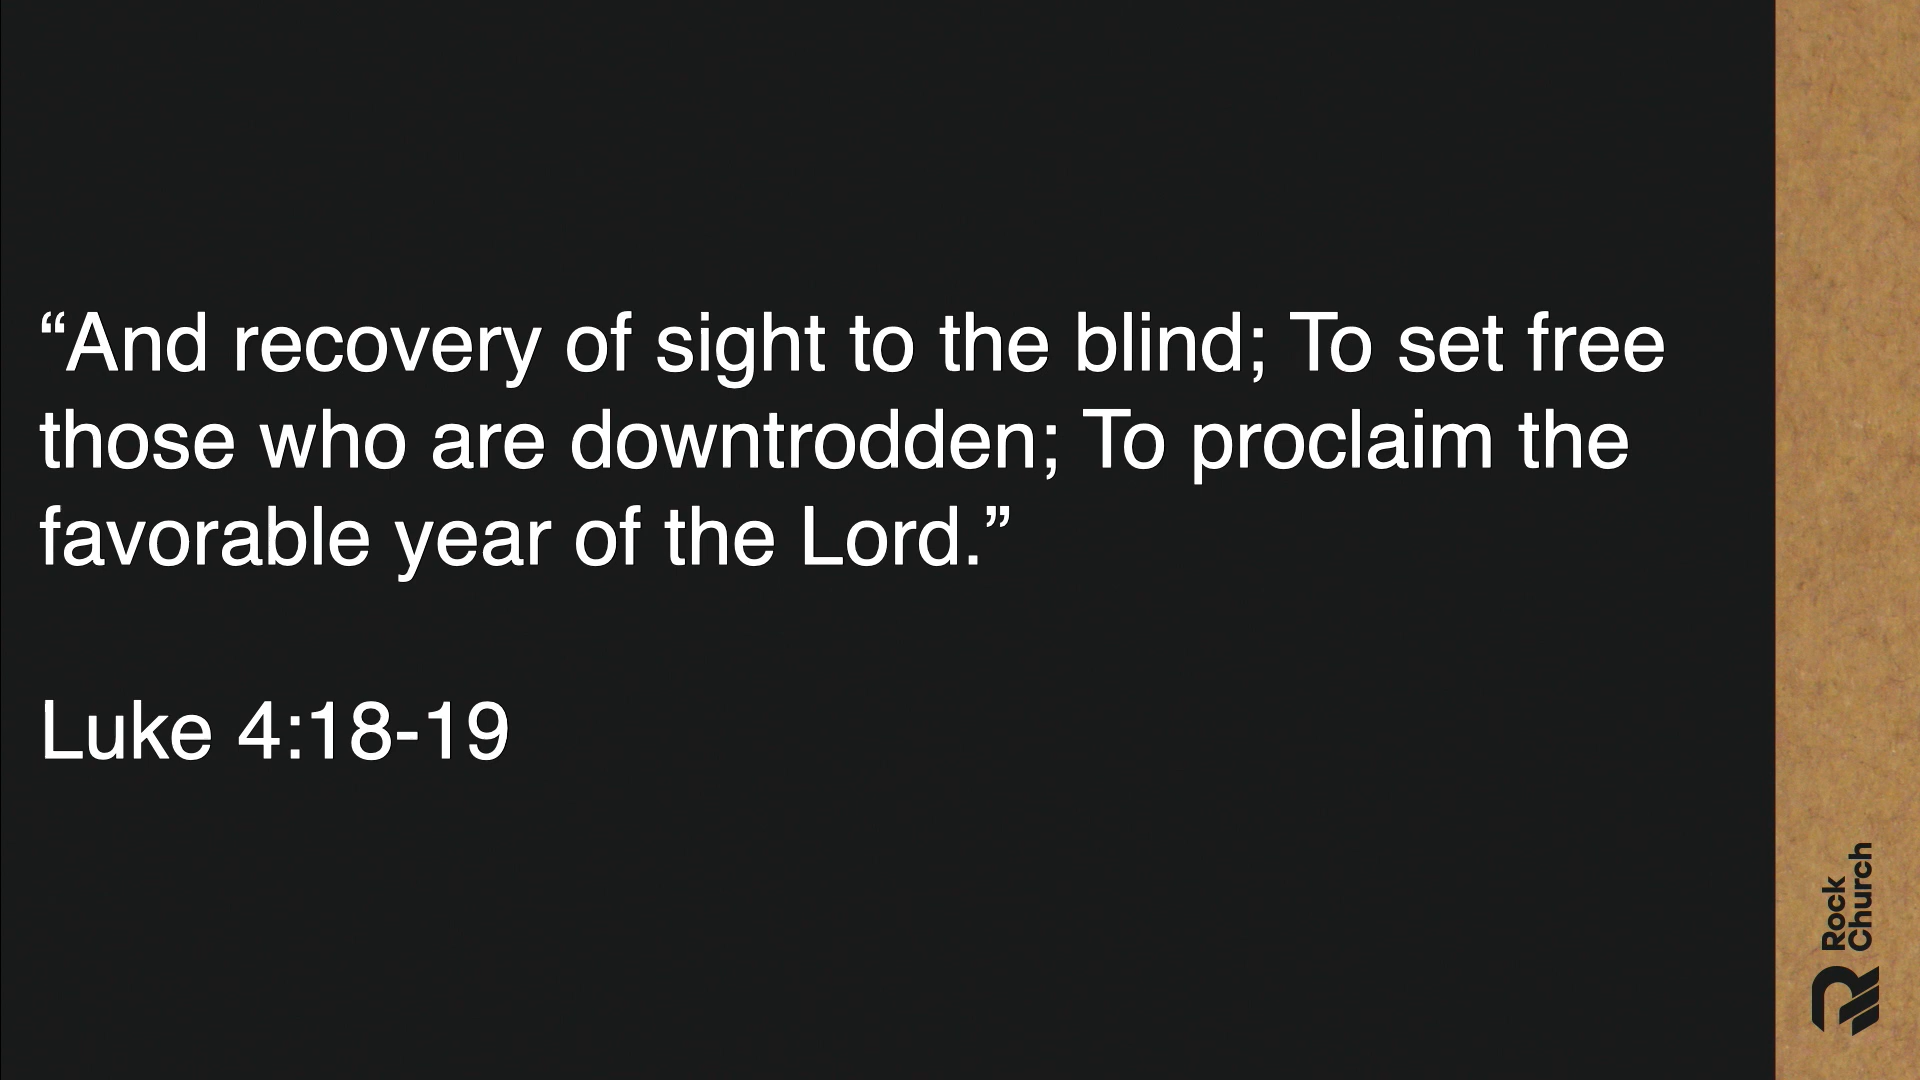 “And recovery of sight to the blind; To set free
those who are downtrodden; To proclaim the
favorable year of the Lord.”
Luke 4:18-19
Rock
Church